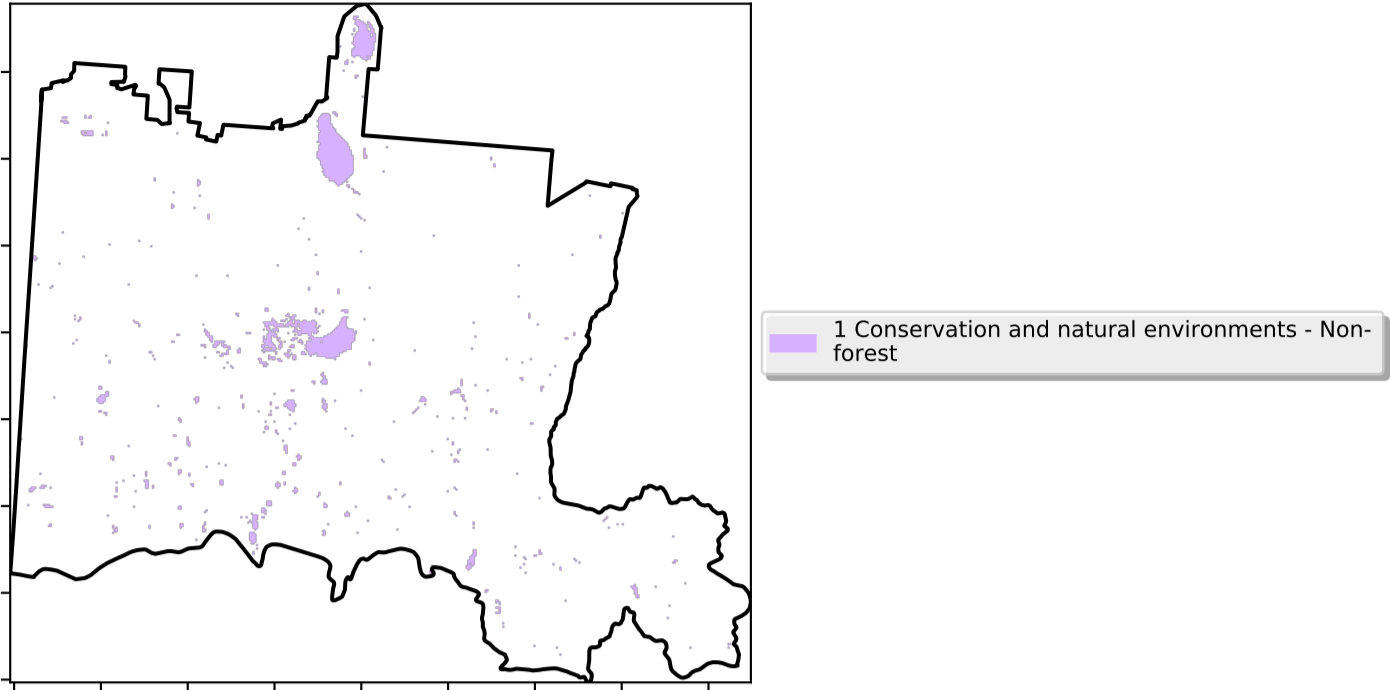 1 Conservation and natural environments - Non-
forest